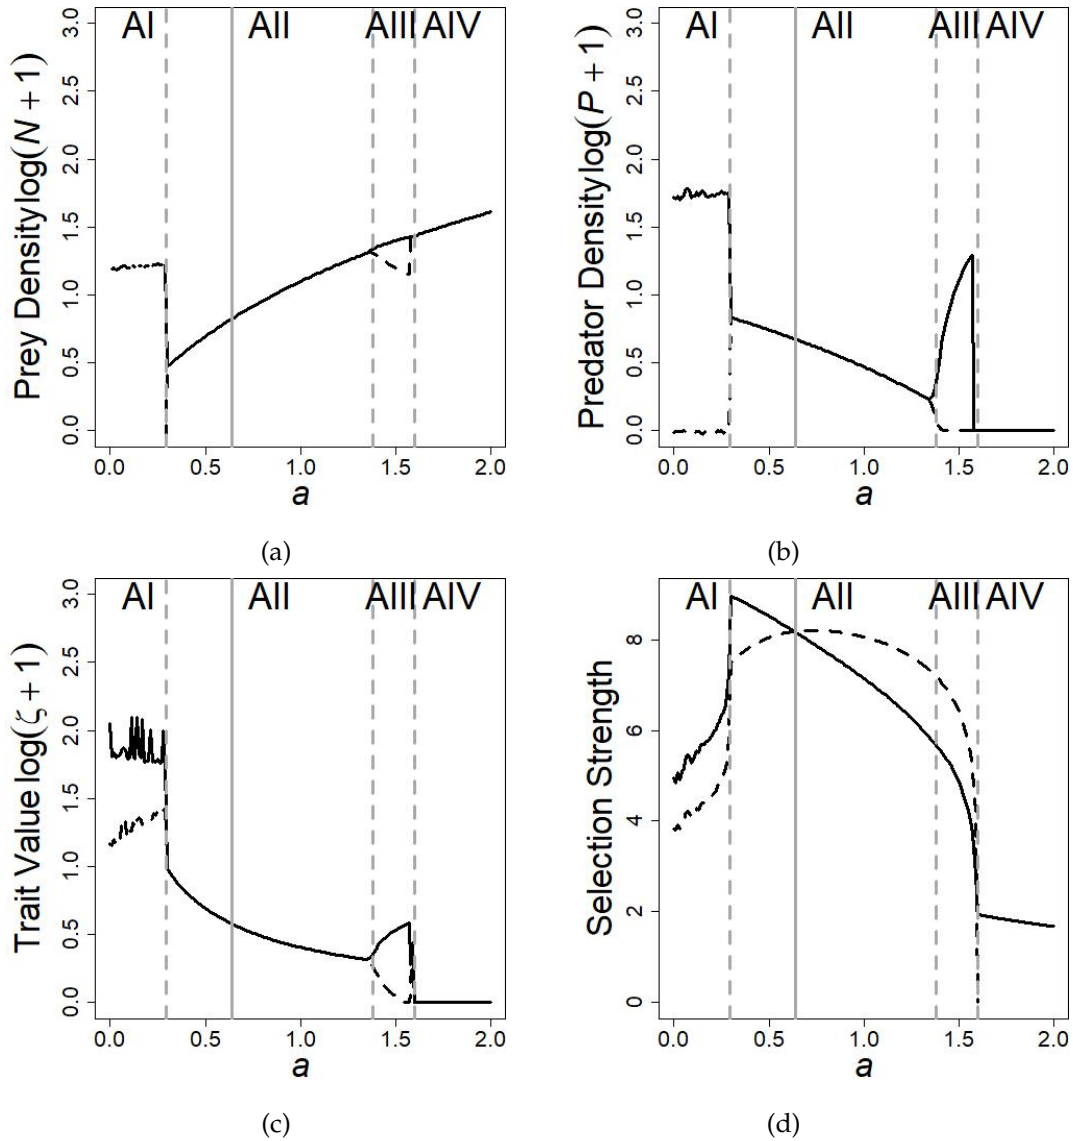 AI AII AIII AIV
Prey Densitylog(N + 1)
0.0 0.5 1.0 1.5 2.0 2.5 3.0
0.0 0.5 1.0 1.5 2.0
a
(a)
AI AII AIII AIV
Predator Densitylog(P + 1)
0.0 0.5 1.0 1.5 2.0 2.5 3.0
0.0 0.5 1.0 1.5 2.0
a
(b)
AI AII AIII AIV
Trait Value log(ζ + 1)
0.0 0.5 1.0 1.5 2.0 2.5 3.0
0.0 0.5 1.0 1.5 2.0
a
(c)
AI AII AIII AIV
Selection Strength
0 2 4 6 8
0.0 0.5 1.0 1.5 2.0
a
(d)